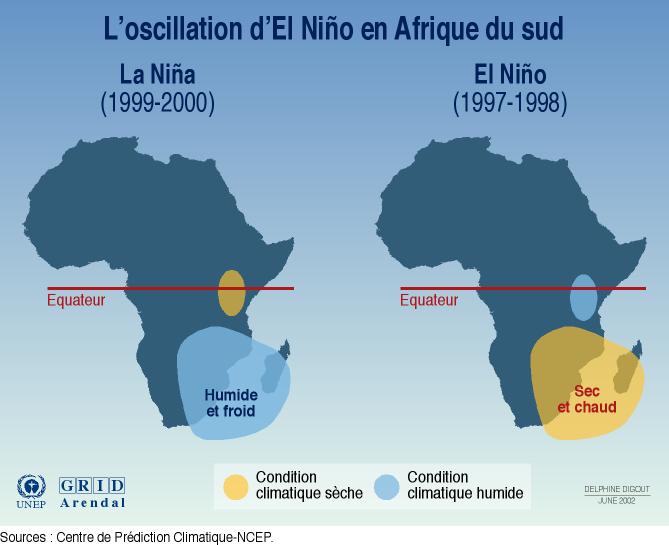 L'oscillation d'El Niño en Afrique du sud
La Niña
(1999-2000)
El Niño
(1997-1998)
Equateur
Equateur
Humide
et froid
Sec
et chaud
Condition
climatique sèche
Condition
climatique humide
UNEP
GRID
Arendal
DELPHINE DIGOUT
JUNE 2002
Sources : Centre de Prédiction Climatique-NCEP.